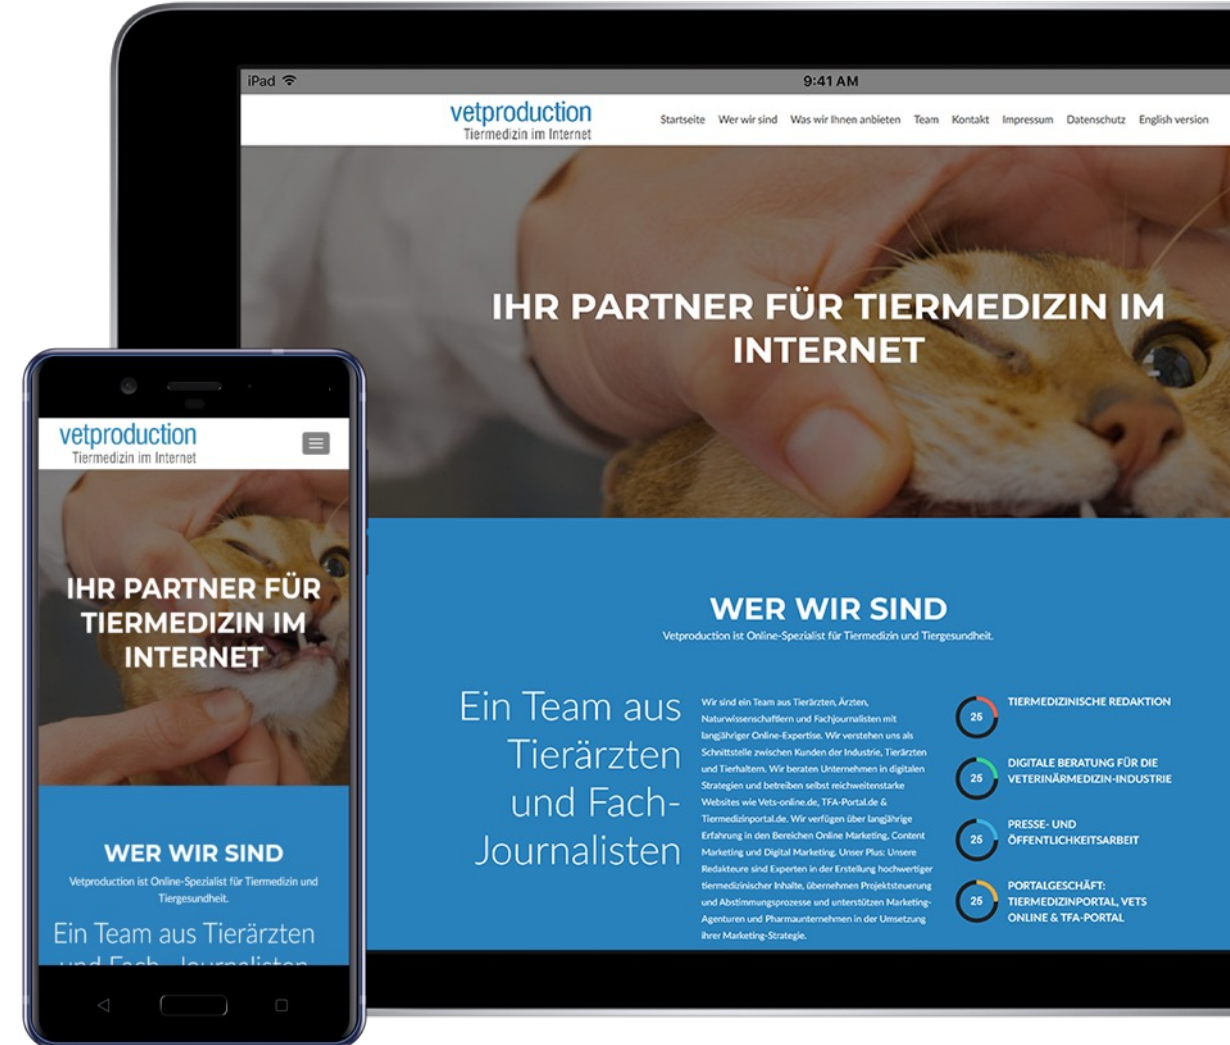 iPad
9:41 AM
vetproduction
Tiermedizin im Internet
Startseite Wer wir sind Was wir Ihnen anbieten Team Kontakt Impressum Datenschutz English version
IHR PARTNER FÜR TIERMEDIZIN IM
INTERNET
WER WIR SIND
Vetproduction ist Online-Spezialist für Tiermedizin und Tiergesundheit.
Ein Team aus
Tierärzten
und Fach-
Journalisten
Wir sind ein Team aus Tierärzten, Ärzten,
Naturwissenschaftlern und Fachjournalisten mit
langjähriger Online-Expertise. Wir verstehen uns als
Schnittstelle zwischen Kunden der Industrie, Tierärzten
und Tierhaltern. Wir beraten Unternehmen in digitalen
Strategien und betreiben selbst reichweitenstarke
Websites wie Vets-online.de, TFA-Portal.de &
Tiermedizinportal.de. Wir verfügen über langjährige
Erfahrung in den Bereichen Online Marketing, Content
Marketing und Digital Marketing. Unser Plus: Unsere
Redakteure sind Experten in der Erstellung hochwertiger
tiermedizinischer Inhalte, übernehmen Projektsteuerung
und Abstimmungsprozesse und unterstützen Marketing-
Agenturen und Pharmaunternehmen in der Umsetzung
ihrer Marketing-Strategie.
25
TIERMEDIZINISCHE REDAKTION
25
DIGITALE BERATUNG FÜR DIE
VETERINÄRMEDIZIN-INDUSTRIE
25
PRESSE- UND
ÖFFENTLICHKEITSARBEIT
25
PORTALGESCHÄFT:
TIERMEDIZINPORTAL, VETS
ONLINE & TFA-PORTAL
vetproduction
Tiermedizin im Internet
IHR PARTNER FÜR
TIERMEDIZIN IM
INTERNET
WER WIR SIND
Vetproduction ist Online-Spezialist für Tiermedizin und
Tiergesundheit.
Ein Team aus Tierärzten
und Fach-Journalisten